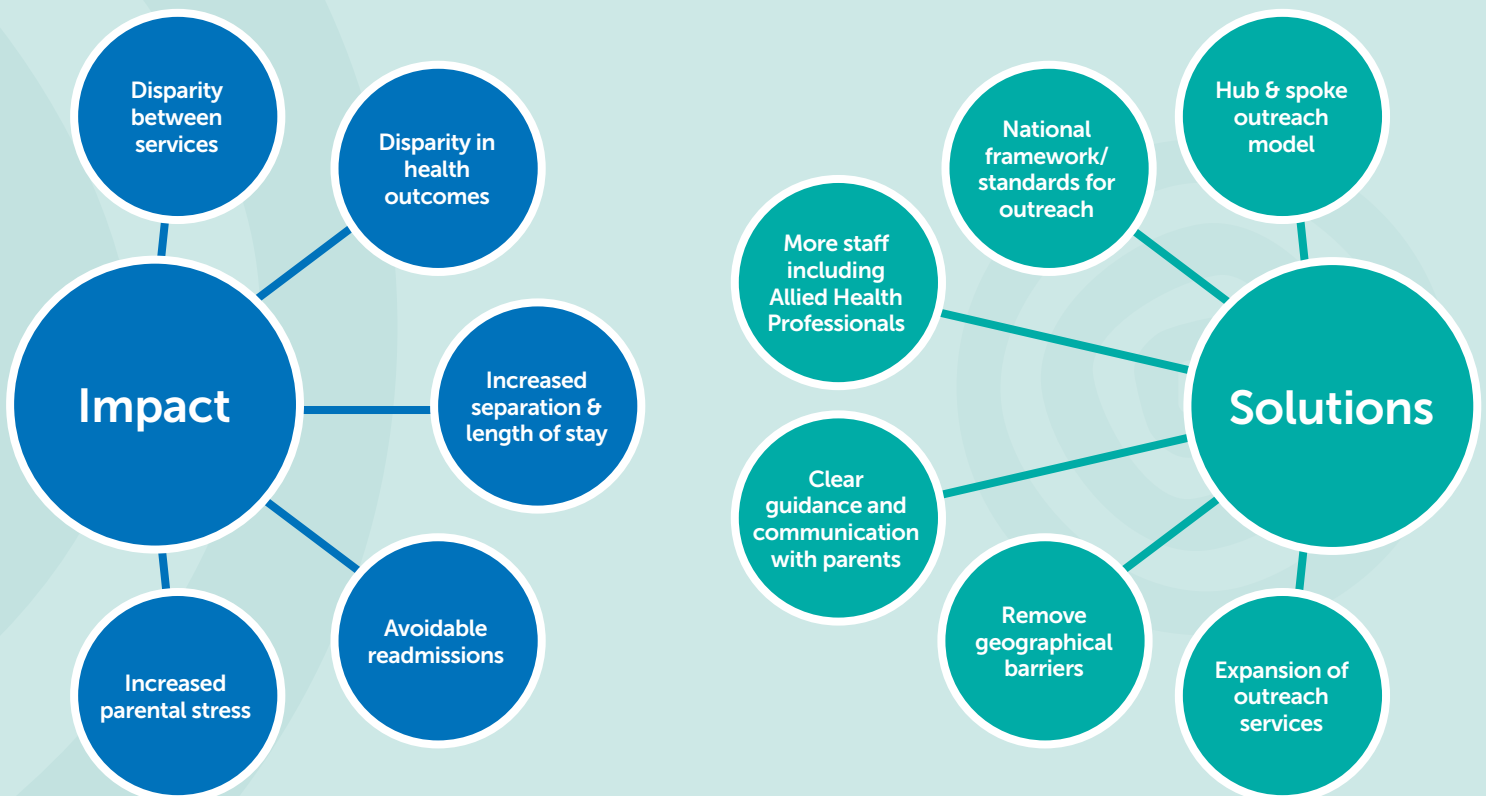 Impact
Disparity
between
services
Disparity in
health
outcomes
Increased
separation &
length of stay
Avoidable
readmissions
Increased
parental stress
Solutions
Hub & spoke
outreach
model
National
framework/
standards for
outreach
More staff
including
Allied Health
Professionals
Clear
guidance and
communication
with parents
Remove
geographical
barriers
Expansion of
outreach
services